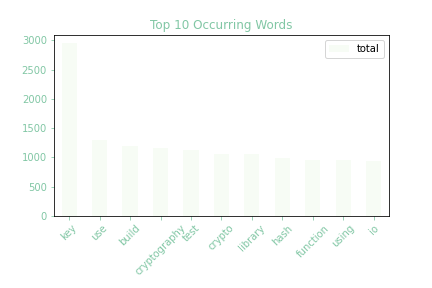 Top 10 Occurring Words
total
3000
2500
2000
1500
1000
500
0
key
use
build
cryptography
test
crypto
library
hash
function
using
io